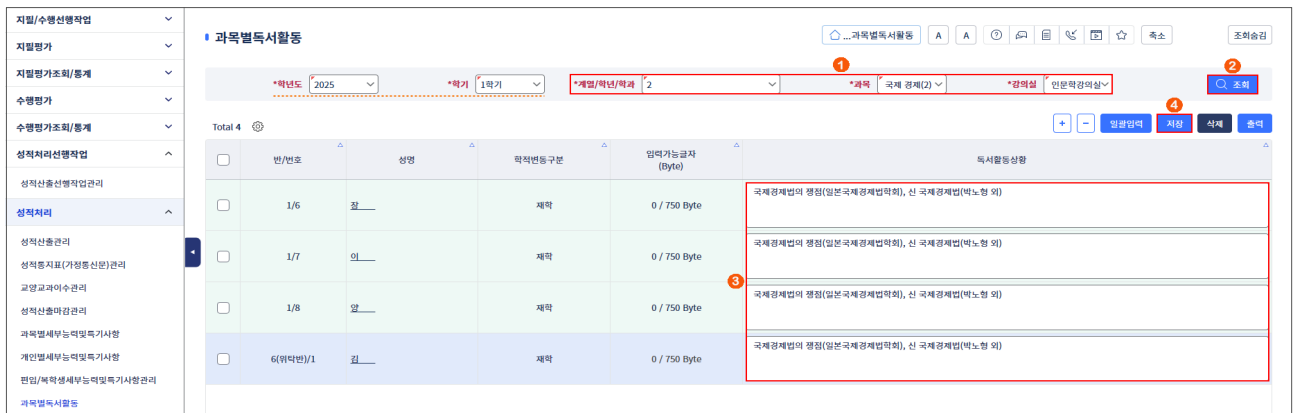 지필/수행선행작업
지필평가
지필평가조회/통계
수행평가
수행평가조회/통계
성적처리선행작업
성적산출선행작업관리
성적처리
성적산출관리
성적통지표(가정통신문)관리
교양교과이수관리
성적산출마감관리
과목별세부능력및특기사항
개인별세부능력및특기사항
편입/복학생세부능력및특기사항관리
과목별독서활동
과목별독서활동
...과목별독서활동 A A 축소 조회숨김
1 2
*학년도 2025 *학기 1학기 *계열/학년/학과 2 *과목 국제 경제(2) *강의실 인문학강의실 조회
4
Total 4 + - 일괄입력 저장 삭제 출력
반/번호 성명 학적변동구분 입력가능글자 (Byte) 독서활동상황
1/6 장 재학 0 / 750 Byte 국제경제법의 쟁점(일본국제경제법학회), 신 국제경제법(박노형 외)
1/7 이 재학 0 / 750 Byte 국제경제법의 쟁점(일본국제경제법학회), 신 국제경제법(박노형 외)
3
1/8 양 재학 0 / 750 Byte 국제경제법의 쟁점(일본국제경제법학회), 신 국제경제법(박노형 외)
6(위탁반)/1 김 재학 0 / 750 Byte 국제경제법의 쟁점(일본국제경제법학회), 신 국제경제법(박노형 외)